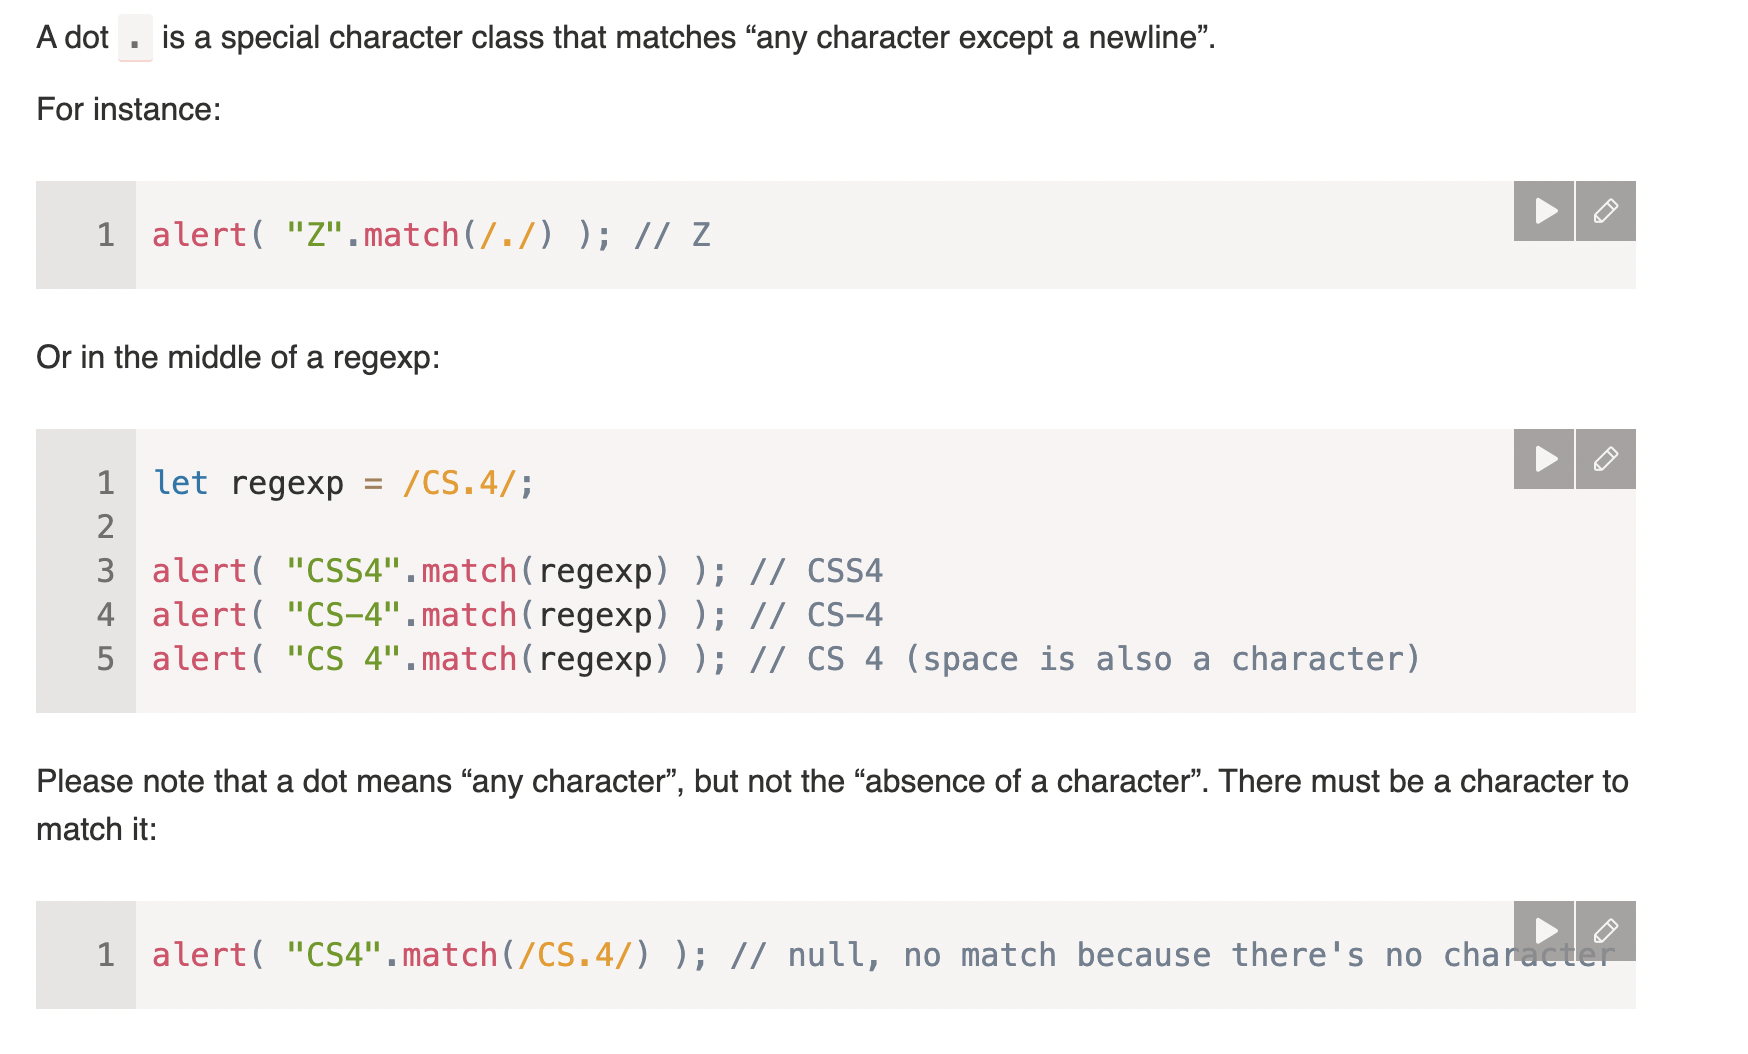 A dot . is a special character class that matches “any character except a newline”.
For instance:
1 alert( "Z".match(/./) ); // Z
Or in the middle of a regexp:
1 let regexp = /CS.4/;
2
3 alert( "CSS4".match(regexp) ); // CSS4
4 alert( "CS-4".match(regexp) ); // CS-4
5 alert( "CS 4".match(regexp) ); // CS 4 (space is also a character)
Please note that a dot means “any character”, but not the “absence of a character”. There must be a character to
match it:
1 alert( "CS4".match(/CS.4/) ); // null, no match because there's no character